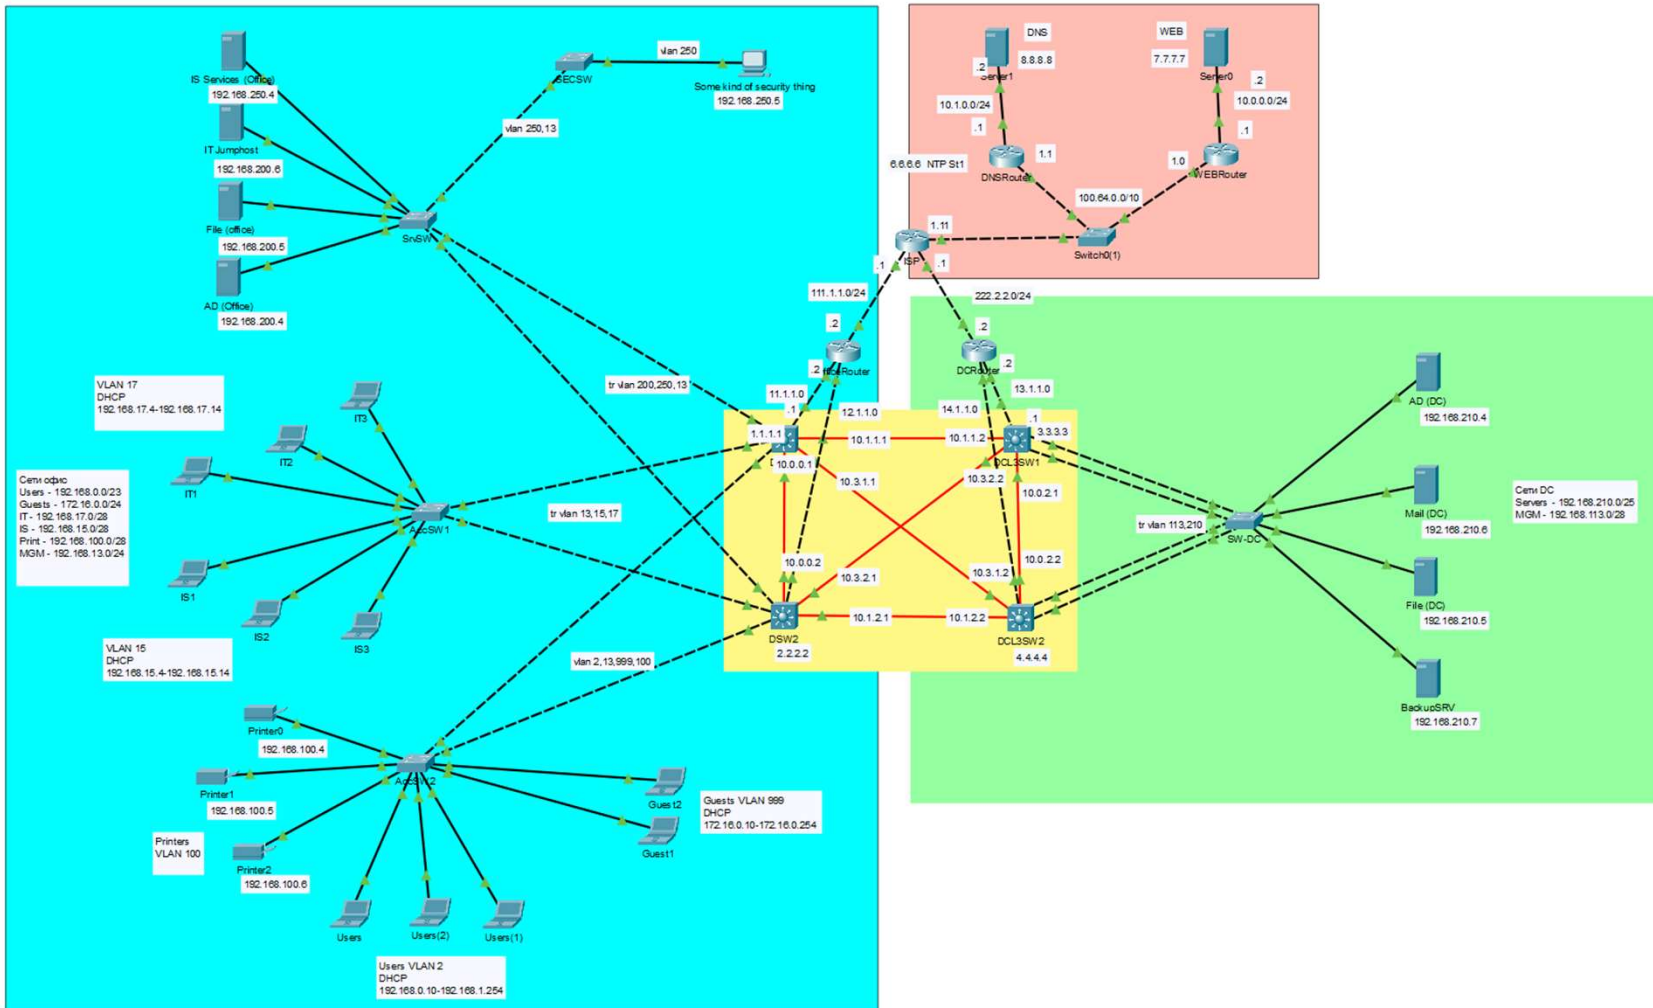 IS Services (Office)
192.168.250.4
IT Jumphost
192.168.200.6
File (office)
192.168.200.5
AD (Office)
192.168.200.4
SrvSW
SECSW
vlan 250
Some kind of security thing
192.168.250.5
vlan 250,13
tr vlan 200,250,13
VLAN 17
DHCP
192.168.17.4-192.168.17.14
IT3
IT2
IT1
Сети офис
Users - 192.168.0.0/23
Guests - 172.16.0.0/24
IT - 192.168.17.0/28
IS - 192.168.15.0/28
Print - 192.168.100.0/28
MGM - 192.168.13.0/24
AccSW1
tr vlan 13,15,17
IS1
IS2
IS3
VLAN 15
DHCP
192.168.15.4-192.168.15.14
vlan 2,13,999,100
Printer0
192.168.100.4
Printer1
192.168.100.5
Printers
VLAN 100
Printer2
192.168.100.6
AccSW2
Guest2
Guest1
Guests VLAN 999
DHCP
172.16.0.10-172.16.0.254
Users
Users(2)
Users(1)
Users VLAN 2
DHCP
192.168.0.10-192.168.1.254
DNS
8.8.8.8
.2
Server1
10.1.0.0/24
.1
1.1
DNSRouter
WEB
7.7.7.7
Server0
.2
10.0.0.0/24
.1
1.0
WEBRouter
6.6.6.6 NTP St1
100.64.0.0/10
1.11
Switch0(1)
ISP
.1
.1
111.1.1.0/24
222.2.2.0/24
.2
.2
DCRouter
.2
.2
11.1.1.0
.1
12.1.1.0
14.1.1.0
13.1.1.0
.1
1.1.1.1
3.3.3.3
10.1.1.1
10.1.1.2
DCL3SW1
10.0.0.1
10.3.1.1
10.3.2.2
10.0.2.1
10.0.0.2
10.3.2.1
10.3.1.2
10.0.2.2
10.1.2.1
10.1.2.2
DSW2
2.2.2.2
DCL3SW2
4.4.4.4
tr vlan 113,210
SW-DC
AD (DC)
192.168.210.4
Mail (DC)
192.168.210.6
File (DC)
192.168.210.5
BackupSRV
192.168.210.7
Сети DC
Servers - 192.168.210.0/25
MGM - 192.168.113.0/28